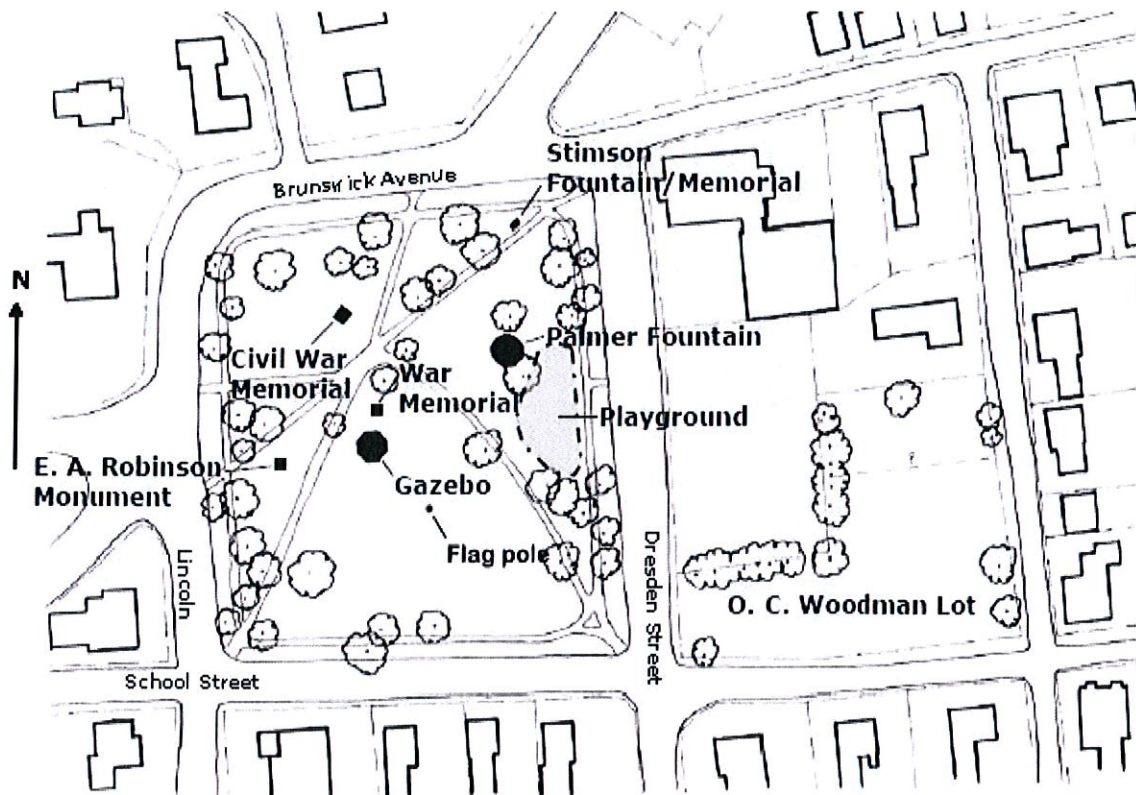 Stimson
Fountain/Memorial
Brunswick Avenue
N
Palmer Fountain
Civil War
Memorial
War
Memorial
Playground
E. A. Robinson
Monument
Gazebo
Flag pole
Lincoln
Dresden Street
O. C. Woodman Lot
School Street